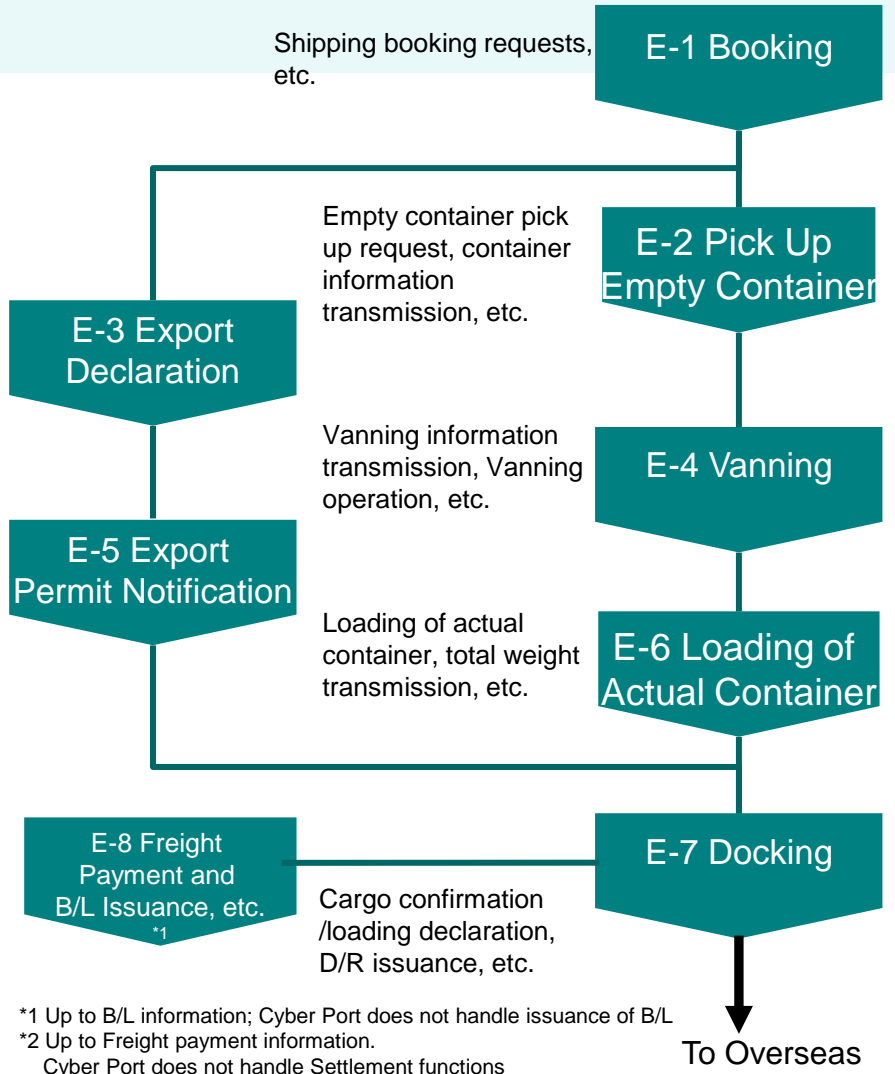 Shipping booking requests,
etc.
E-1 Booking
Empty container pick
up request, container
information
transmission, etc.
E-2 Pick Up
Empty Container
E-3 Export
Declaration
Vanning information
transmission, Vanning
operation, etc.
E-4 Vanning
E-5 Export
Permit Notification
Loading of actual
container, total weight
transmission, etc.
E-6 Loading of
Actual Container
E-8 Freight
Payment and
B/L Issuance, etc.
*1
E-7 Docking
Cargo confirmation
/loading declaration,
D/R issuance, etc.
*1 Up to B/L information; Cyber Port does not handle issuance of B/L
*2 Up to Freight payment information.
Cyber Port does not handle Settlement functions
To Overseas